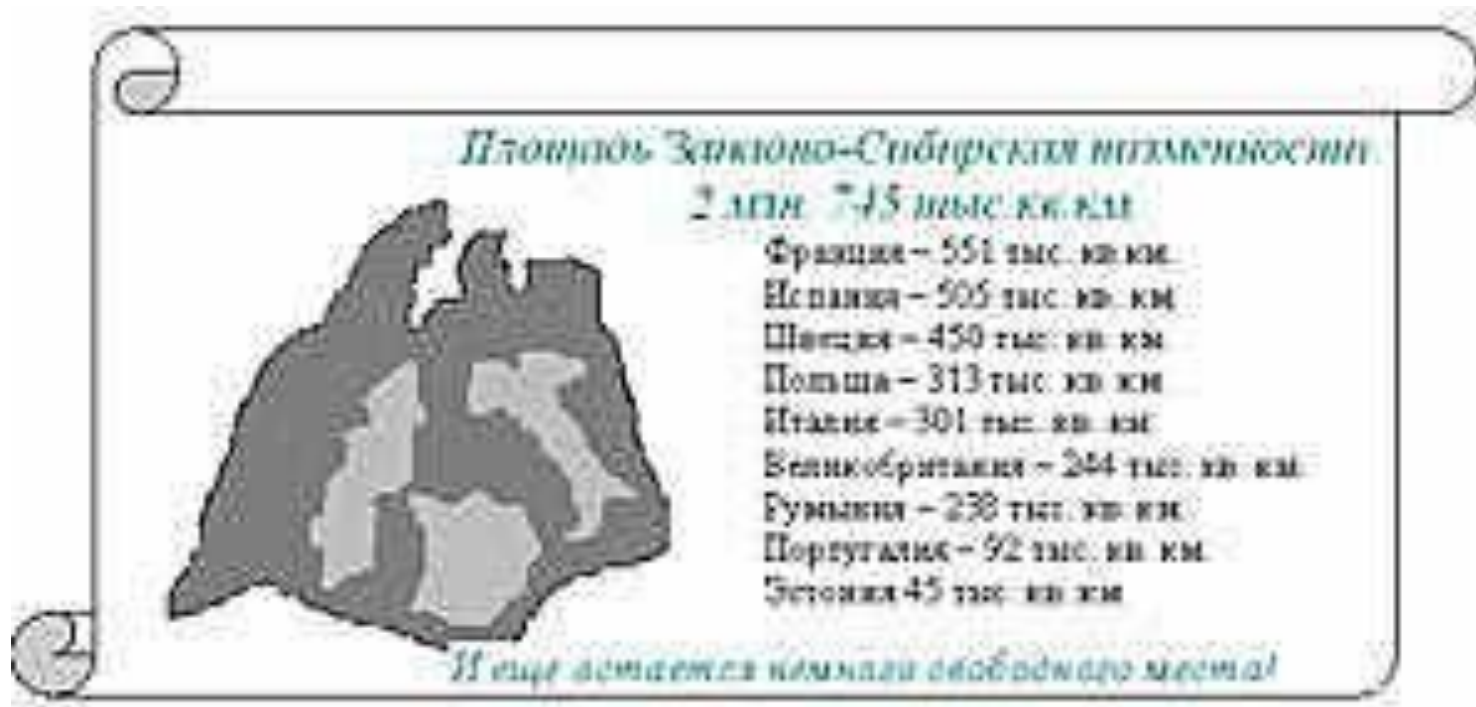 Площадь Западно-Сибирская низменности.
2 млн. 745 тыс.кв.км
Франция – 551 тыс. кв.км.
Испания – 505 тыс. кв. км
Швеция – 450 тыс. кв. км
Польша – 313 тыс. кв. км
Италия – 301 тыс. кв. км
Великобритания – 244 тыс. кв. км.
Румыния – 238 тыс. кв. км.
Португалия – 92 тыс. кв. км.
Эстония 45 тыс. кв. км
И еще остается немного свободного места!